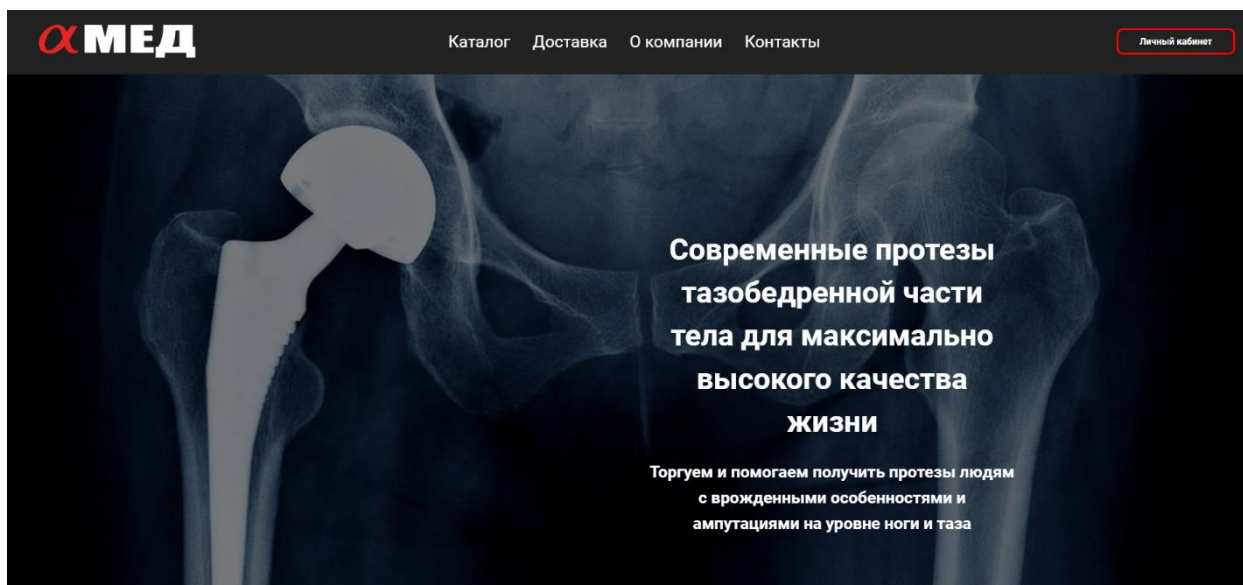 αМЕД
Каталог Доставка О компании Контакты
Личный кабинет
Современные протезы
тазобедренной части
тела для максимально
высокого качества
жизни
Торгуем и помогаем получить протезы людям
с врожденными особенностями и
ампутациями на уровне ноги и таза